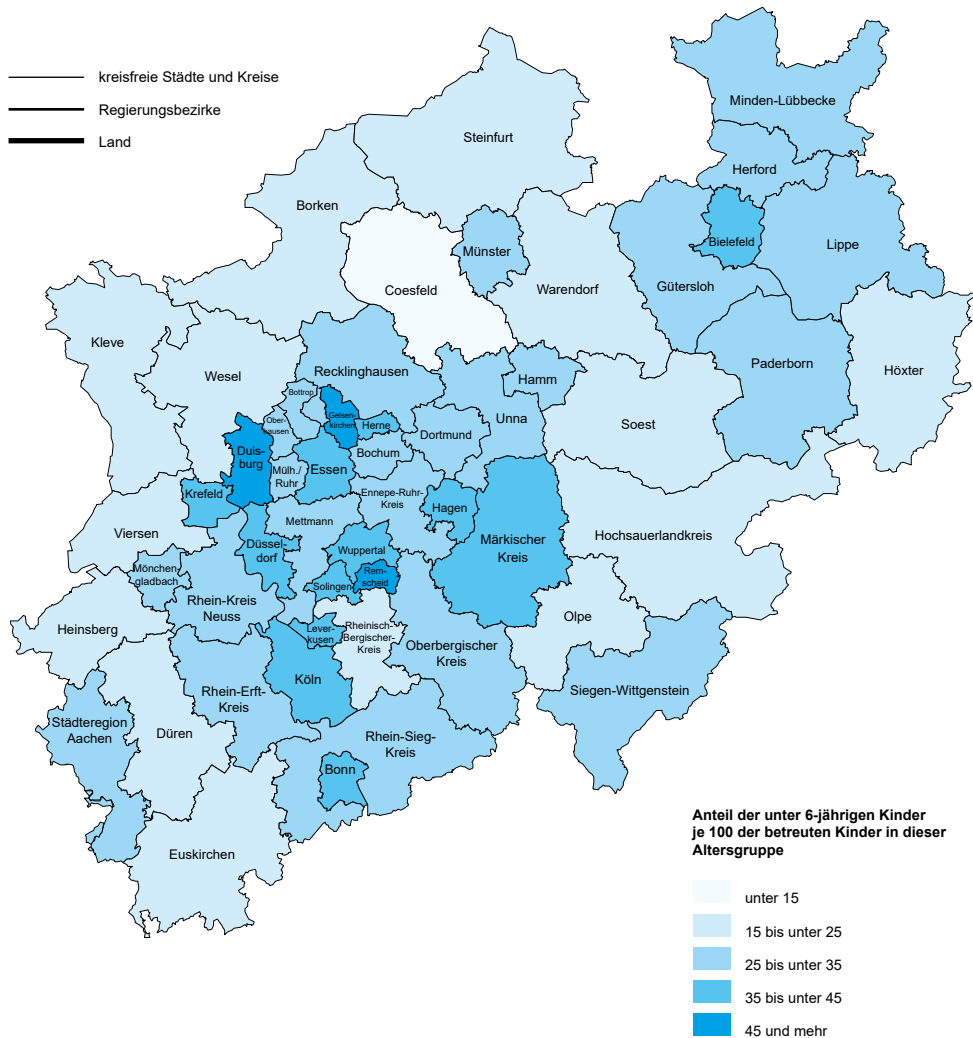 kreisfreie Städte und Kreise
Regierungsbezirke
Land
Minden-Lübbecke
Steinfurt
Herford
Borken
Bielefeld
Lippe
Münster
Coesfeld
Warendorf
Gütersloh
Kleve
Wesel
Recklinghausen
Hamm
Paderborn
Höxter
Bottrop
Gelsen-
kirchen
Herne
Unna
Soest
Ober-
hausen
Dortmund
Duis-
burg
Essen
Bochum
Mülh./
Ruhr
Krefeld
Ennepe-Ruhr-
Kreis
Hagen
Mettmann
Viersen
Märkischer
Kreis
Hochsauerlandkreis
Düssel-
dorf
Wuppertal
Mönchen
gladbach
Rem-
scheid
Solingen
Rhein-Kreis
Neuss
Heinsberg
Olpe
Lever-
kusen
Rheinisch-
Bergischer-
Kreis
Oberbergischer
Kreis
Köln
Rhein-Erft-
Kreis
Siegen-Wittgenstein
Städteregion
Aachen
Düren
Rhein-Sieg-
Kreis
Bonn
Euskirchen
Anteil der unter 6-jährigen Kinder
je 100 der betreuten Kinder in dieser
Altersgruppe
unter 15
15 bis unter 25
25 bis unter 35
35 bis unter 45
45 und mehr